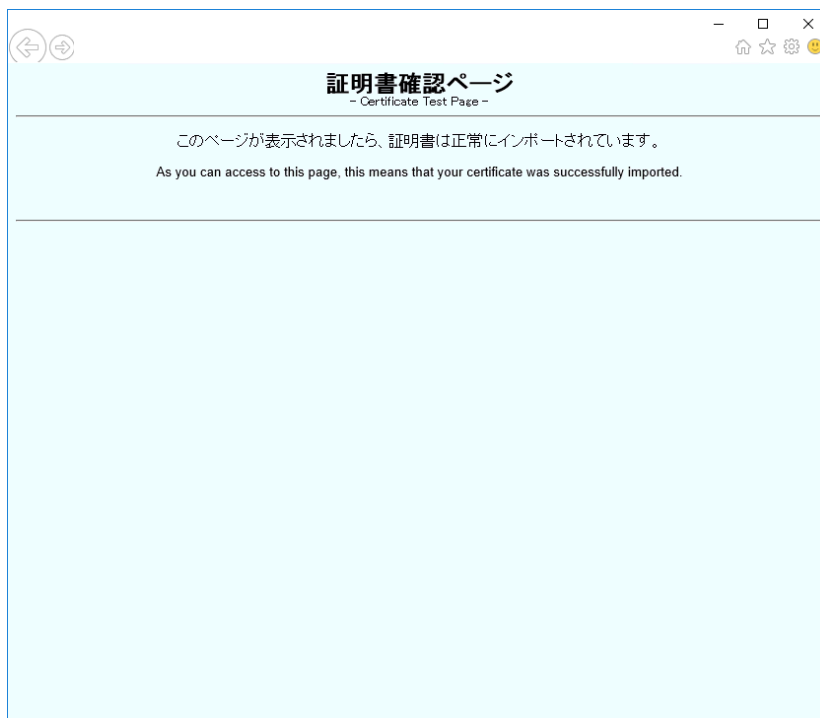 証明書確認ページ
- Certificate Test Page -
このページが表示されましたら、証明書は正常にインポートされています。
As you can access to this page, this means that your certificate was successfully imported.